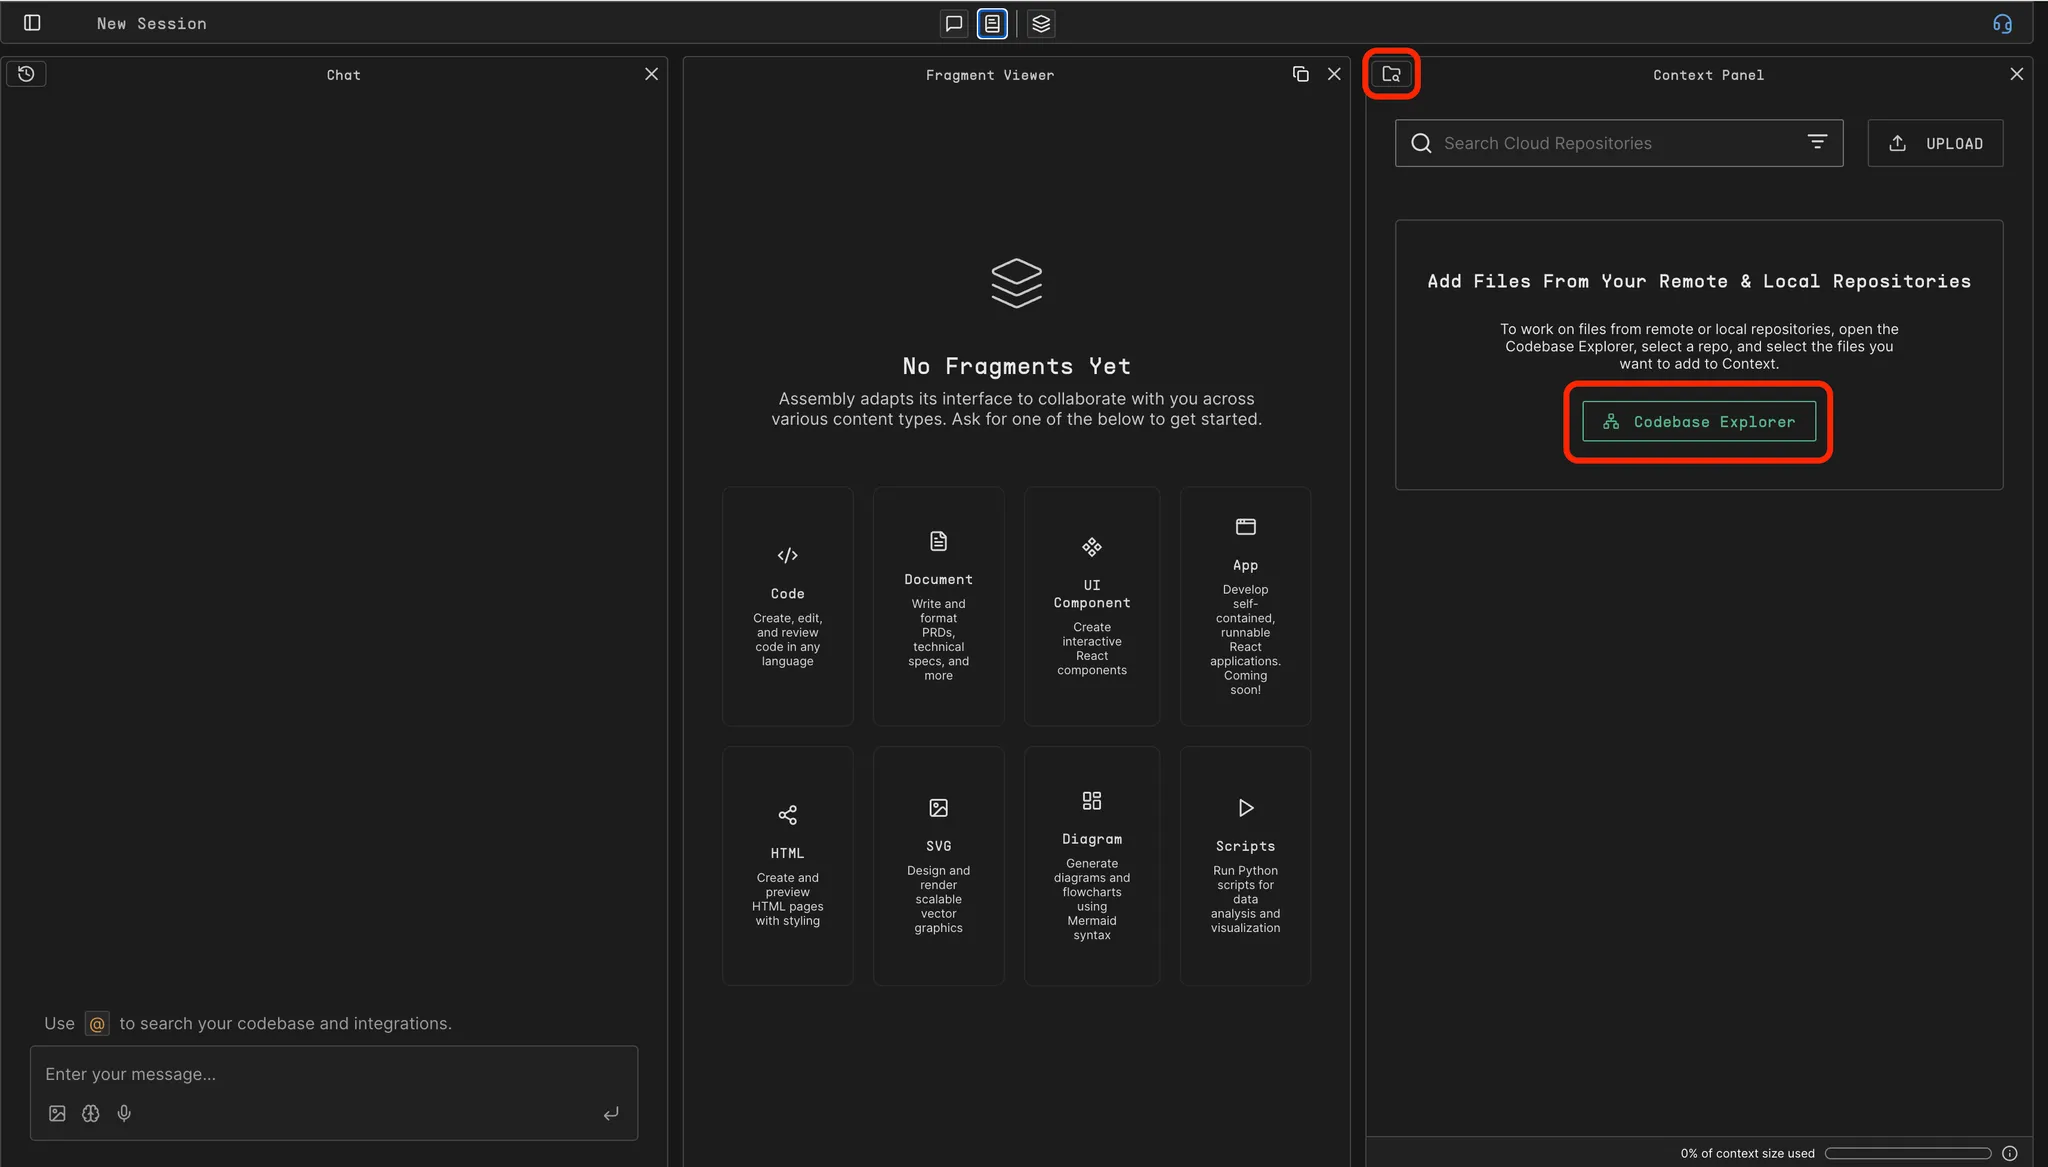 New Session
Chat
Use @ to search your codebase and integrations.
Enter your message...
Fragment Viewer
No Fragments Yet
Assembly adapts its interface to collaborate with you across
various content types. Ask for one of the below to get started.
Code
Create, edit,
and review
code in any
language
Document
Write and
format
PRDs,
technical
specs, and
more
UI
Component
Create
interactive
React
components
App
Develop
self-
contained,
runnable
React
applications.
Coming
soon!
HTML
Create and
preview
HTML pages
with styling
SVG
Design and
render
scalable
vector
graphics
Diagram
Generate
diagrams and
flowcharts
using
Mermaid
syntax
Scripts
Run Python
scripts for
data
analysis and
visualization
Context Panel
Search Cloud Repositories
UPLOAD
Add Files From Your Remote & Local Repositories
To work on files from remote or local repositories, open the
Codebase Explorer, select a repo, and select the files you
want to add to Context.
Codebase Explorer
0% of context size used